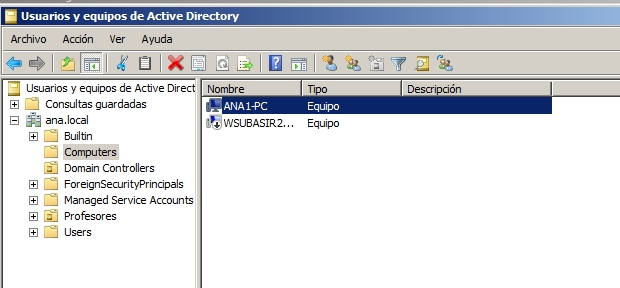 Usuarios y equipos de Active Directory
Archivo Acción Ver Ayuda
Usuarios y equipos de Active Direct
Consultas guardadas
ana.local
Builtin
Computers
Domain Controllers
ForeignSecurityPrincipals
Managed Service Accounts
Profesores
Users
Nombre Tipo Descripción
ANA1-PC Equipo
WSUBASIR2... Equipo